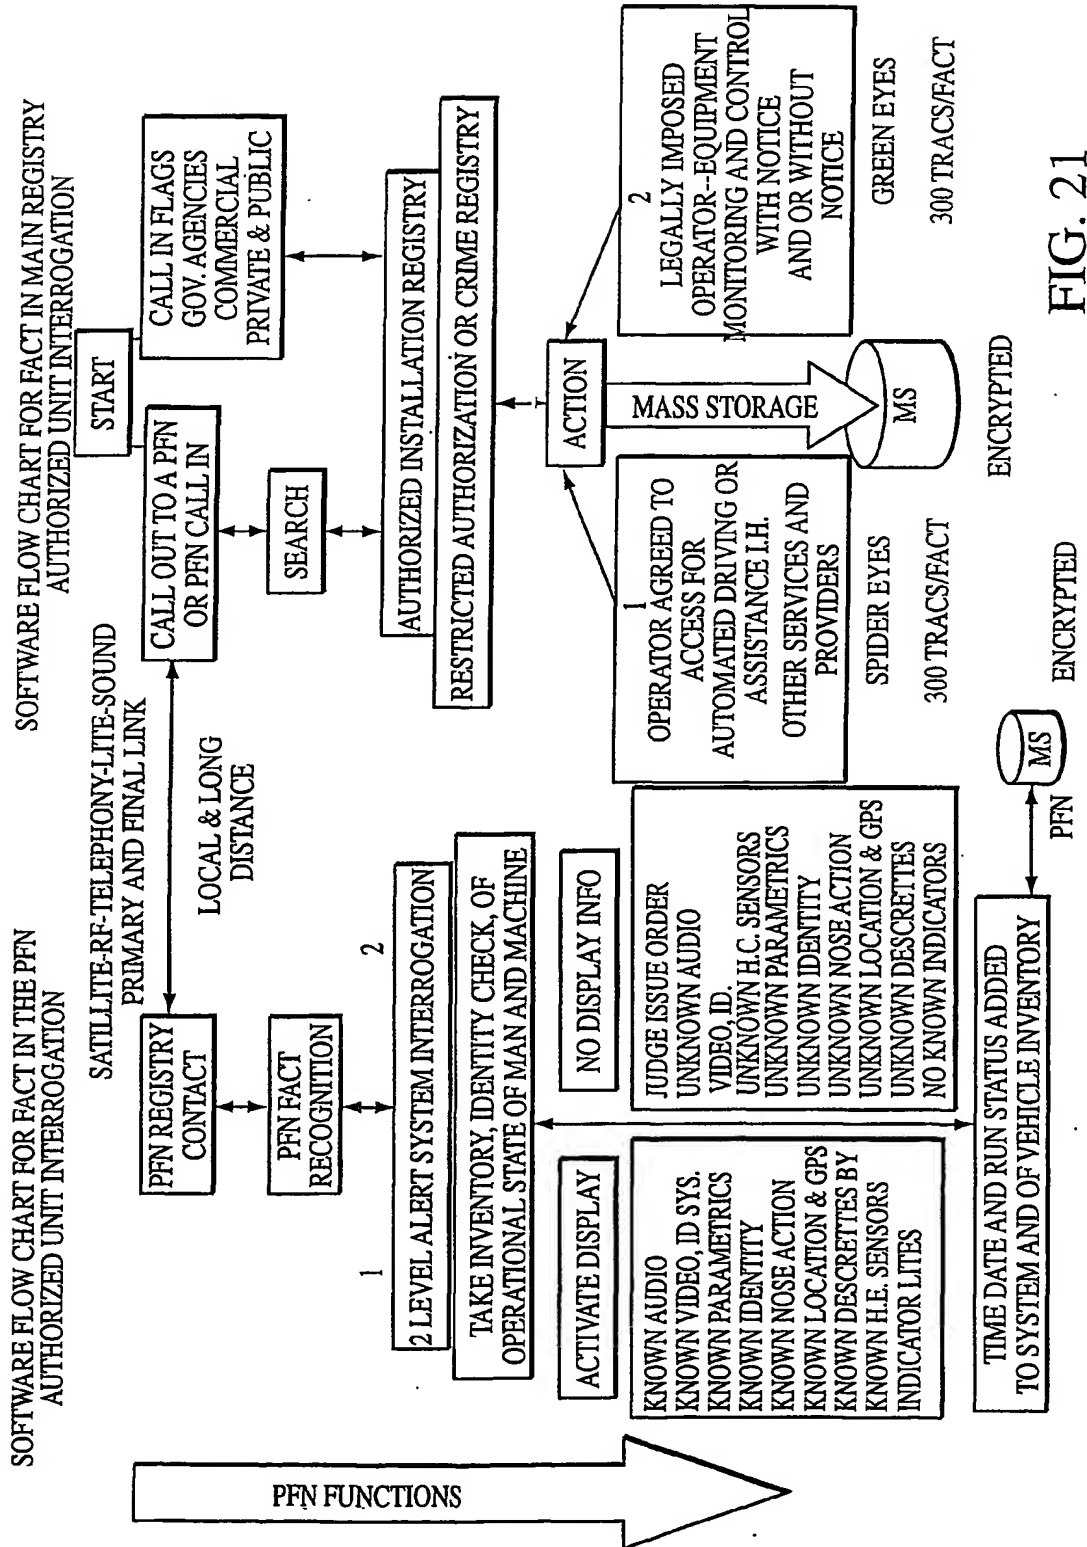 SOFTWARE FLOW CHART FOR FACT IN THE PFN
AUTHORIZED UNIT INTERROGATION
SOFTWARE FLOW CHART FOR FACT IN MAIN REGISTRY
AUTHORIZED UNIT INTERROGATION
SATILLITE-RF-TELEPHONY-LITE-SOUND
PRIMARY AND FINAL LINK
LOCAL & LONG
DISTANCE
START
CALL OUT TO A PFN
OR PFN CALL IN
CALL IN FLAGS
GOV. AGENCIES
COMMERCIAL
PRIVATE & PUBLIC
SEARCH
AUTHORIZED INSTALLATION REGISTRY
RESTRICTED AUTHORIZATION OR CRIME REGISTRY
ACTION
MASS STORAGE
MS
ENCRYPTED
1
OPERATOR AGREED TO
ACCESS FOR
AUTOMATED DRIVING OR
ASSISTANCE I.H.
OTHER SERVICES AND
PROVIDERS
SPIDER EYES
300 TRACS/FACT
2
LEGALLY IMPOSED
OPERATOR--EQUIPMENT
MONITORING AND CONTROL
WITH NOTICE
AND OR WITHOUT
NOTICE
GREEN EYES
300 TRACS/FACT
PFN FUNCTIONS
PFN REGISTRY
CONTACT
PFN FACT
RECOGNITION
1
2
2 LEVEL ALERT SYSTEM INTERROGATION
TAKE INVENTORY, IDENTITY CHECK, OF
OPERATIONAL STATE OF MAN AND MACHINE
ACTIVATE DISPLAY
KNOWN AUDIO
KNOWN VIDEO, ID SYS.
KNOWN PARAMETRICS
KNOWN IDENTITY
KNOWN NOSE ACTION
KNOWN LOCATION & GPS
KNOWN DESCRETTES BY
KNOWN H.E. SENSORS
INDICATOR LITES
NO DISPLAY INFO
JUDGE ISSUE ORDER
UNKNOWN AUDIO
VIDEO, ID.
UNKNOWN H.C. SENSORS
UNKNOWN PARAMETRICS
UNKNOWN IDENTITY
UNKNOWN NOSE ACTION
UNKNOWN LOCATION & GPS
UNKNOWN DESCRETTES
NO KNOWN INDICATORS
TIME DATE AND RUN STATUS ADDED
TO SYSTEM AND OF VEHICLE INVENTORY
MS
PFN
ENCRYPTED
FIG. 21